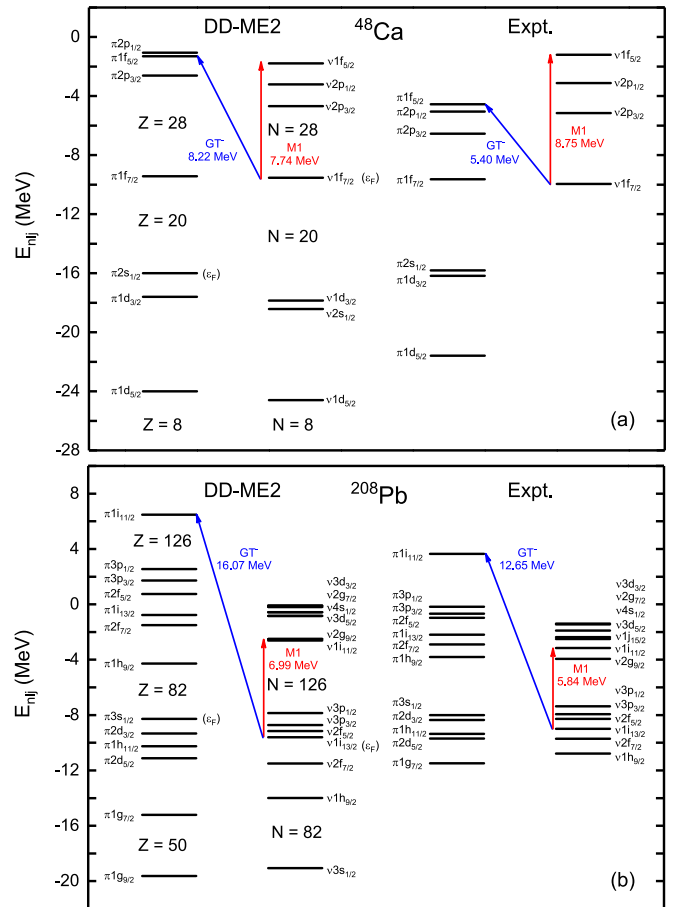 DD-ME2 ⁴⁸Ca Expt.
E_nlj (MeV)
0
-4
-8
-12
-16
-20
-24
-28
π2p1/2
π1f5/2
π2p3/2
Z = 28
π1f7/2
Z = 20
π2s1/2 (εF)
π1d3/2
π1d5/2
Z = 8
GT⁻
8.22 MeV
M1
7.74 MeV
ν1f5/2
ν2p1/2
ν2p3/2
N = 28
ν1f7/2 (εF)
N = 20
ν1d3/2
ν2s1/2
ν1d5/2
N = 8
π1f5/2
π2p1/2
π2p3/2
π1f7/2
π2s1/2
π1d3/2
π1d5/2
GT⁻
5.40 MeV
M1
8.75 MeV
ν1f5/2
ν2p1/2
ν2p3/2
ν1f7/2
(a)
DD-ME2 ²⁰⁸Pb Expt.
E_nlj (MeV)
8
4
0
-4
-8
-12
-16
-20
π1i11/2
Z = 126
π3p1/2
π3p3/2
π2f5/2
π1i13/2
π2f7/2
π1h9/2
Z = 82
π3s1/2 (εF)
π2d3/2
π1h11/2
π2d5/2
π1g7/2
Z = 50
π1g9/2
GT⁻
16.07 MeV
M1
6.99 MeV
ν3d3/2
ν2g7/2
ν4s1/2
ν3d5/2
ν2g9/2
ν1i11/2
N = 126
ν3p1/2
ν3p3/2
ν2f5/2
ν1i13/2 (εF)
ν2f7/2
ν1h9/2
N = 82
ν3s1/2
π1i11/2
π3p1/2
π3p3/2
π2f5/2
π1i13/2
π2f7/2
π1h9/2
π3s1/2
π2d3/2
π1h11/2
π2d5/2
π1g7/2
GT⁻
12.65 MeV
M1
5.84 MeV
ν3d3/2
ν2g7/2
ν4s1/2
ν3d5/2
ν1j15/2
ν1i11/2
ν2g9/2
ν3p1/2
ν3p3/2
ν2f5/2
ν1i13/2
ν2f7/2
ν1h9/2
(b)